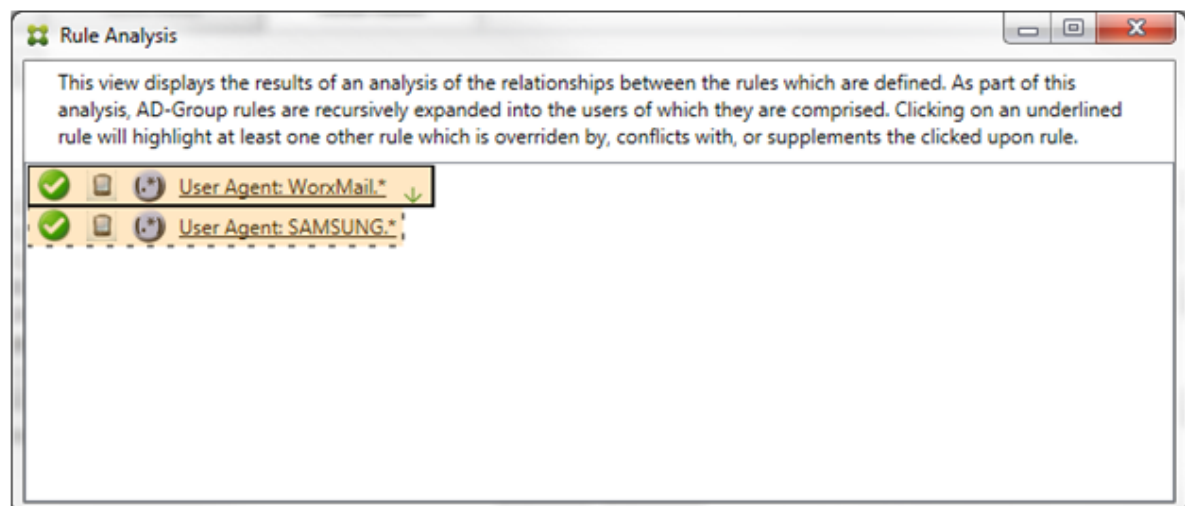 Rule Analysis
This view displays the results of an analysis of the relationships between the rules which are defined. As part of this
analysis, AD-Group rules are recursively expanded into the users of which they are comprised. Clicking on an underlined
rule will highlight at least one other rule which is overriden by, conflicts with, or supplements the clicked upon rule.
(.*) User Agent: WorxMail.*
(.*) User Agent: SAMSUNG.*